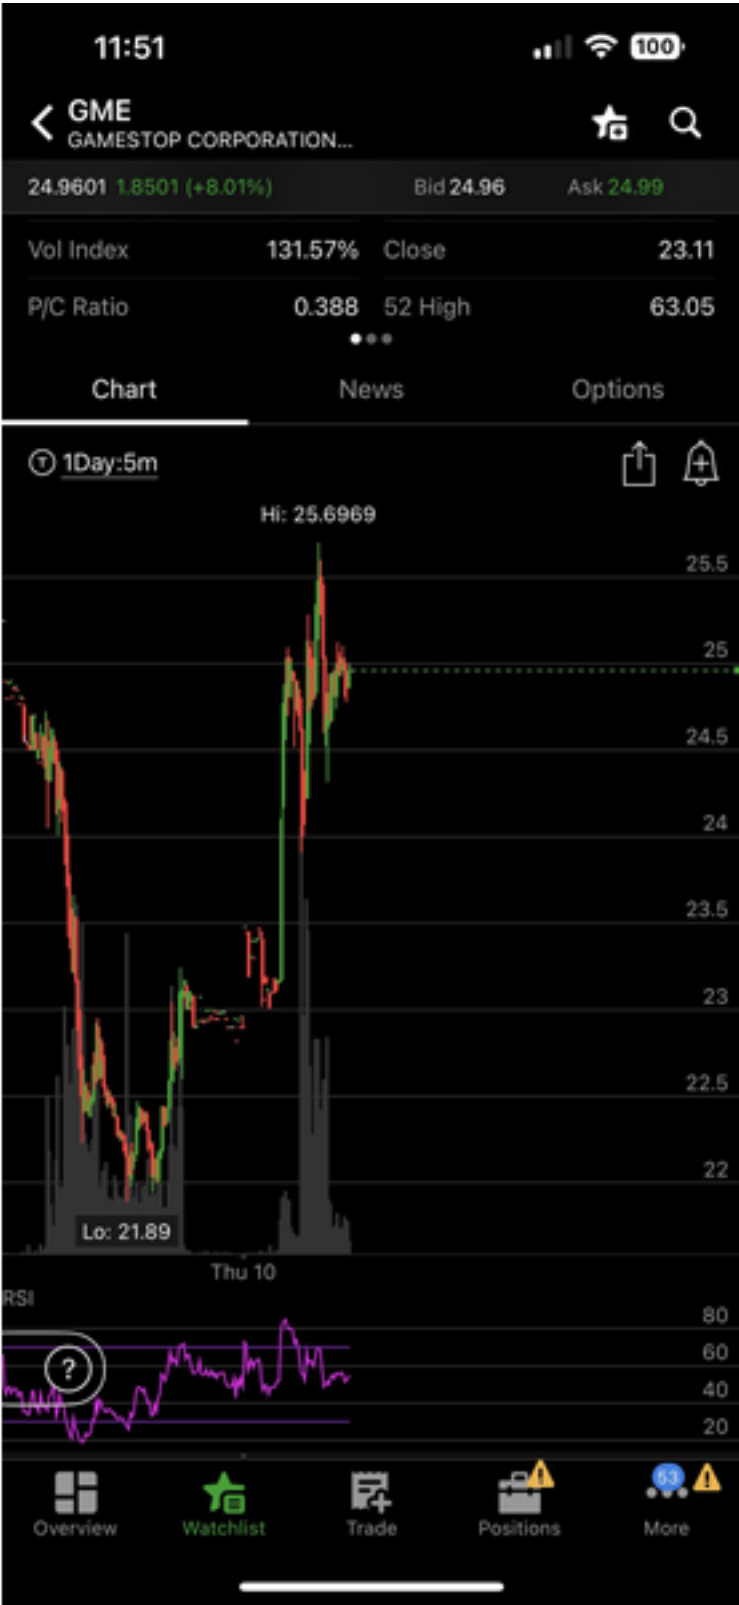 11:51
100
GME
GAMESTOP CORPORATION...
24.9601 1.8501 (+8.01%) Bid 24.96 Ask 24.99
Vol Index 131.57% Close 23.11
P/C Ratio 0.388 52 High 63.05
Chart News Options
T 1Day:5m
Hi: 25.6969
25.5
25
24.5
24
23.5
23
22.5
22
Lo: 21.89
Thu 10
RSI
80
60
40
20
?
53
Overview Watchlist Trade Positions More